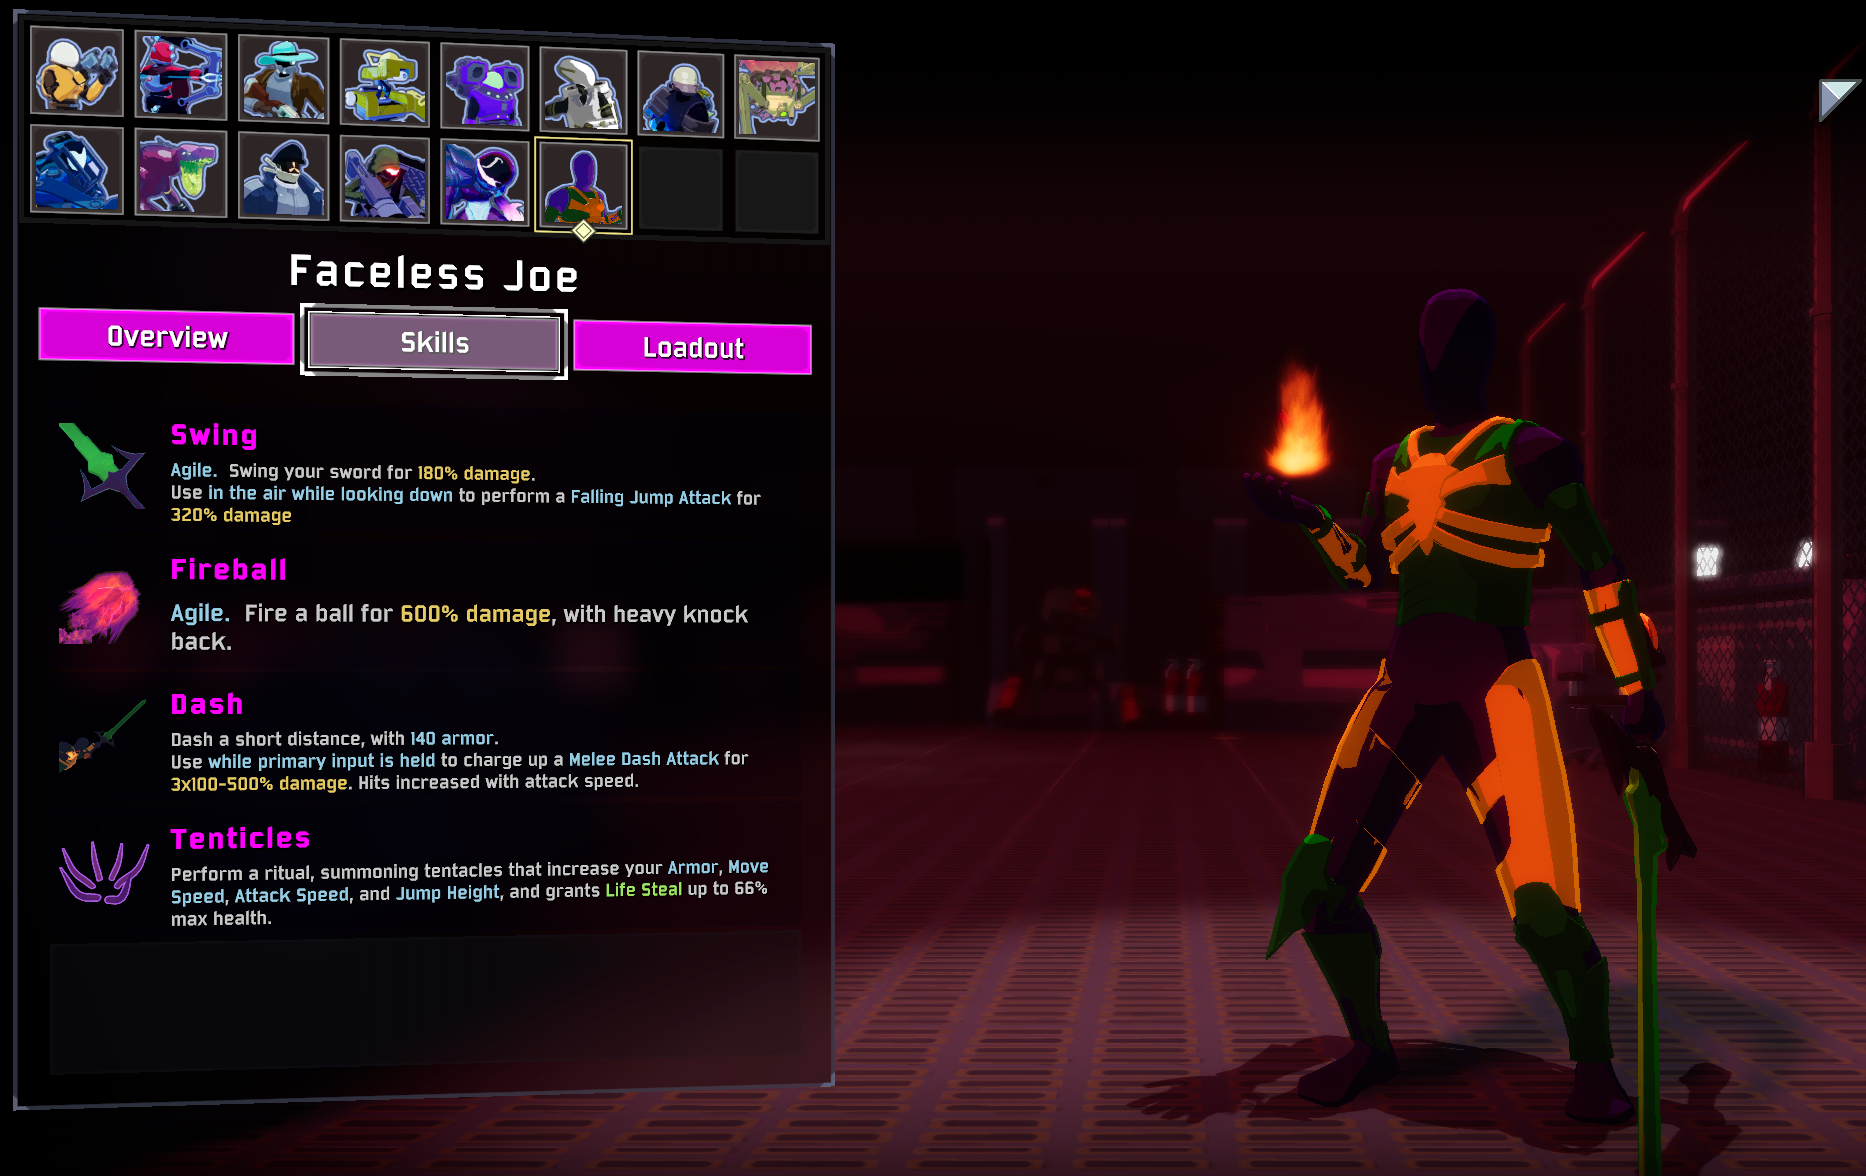 Faceless Joe
Overview
Skills
Loadout
Swing
Agile. Swing your sword for 180% damage.
Use in the air while looking down to perform a Falling Jump Attack for
320% damage
Fireball
Agile. Fire a ball for 600% damage, with heavy knock
back.
Dash
Dash a short distance, with 140 armor.
Use while primary input is held to charge up a Melee Dash Attack for
3x100-500% damage. Hits increased with attack speed.
Tenticles
Perform a ritual, summoning tentacles that increase your Armor, Move
Speed, Attack Speed, and Jump Height, and grants Life Steal up to 66%
max health.